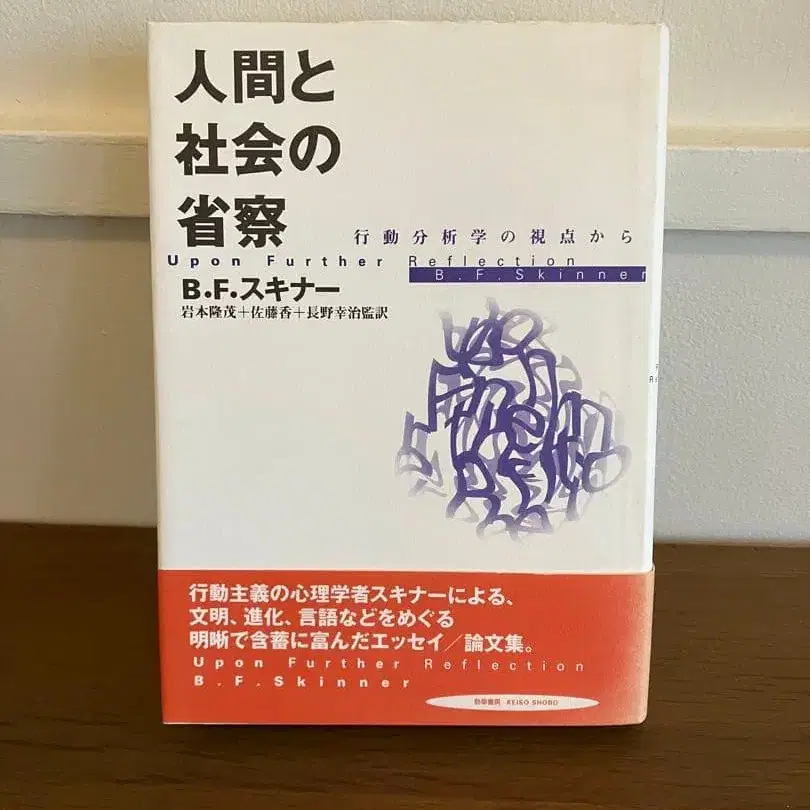 人間と
社会の
省察
行動分析学の視点から
Upon Further Reflection
B.F.Skinner
B.F.スキナー
岩本隆茂＋佐藤香＋長野幸治監訳
行動主義の心理学者スキナーによる、
文明、進化、言語などをめぐる
明晰で含蓄に富んだエッセイ／論文集。
Upon Further Reflection
B.F.Skinner
勁草書房 KEISO SHOBO